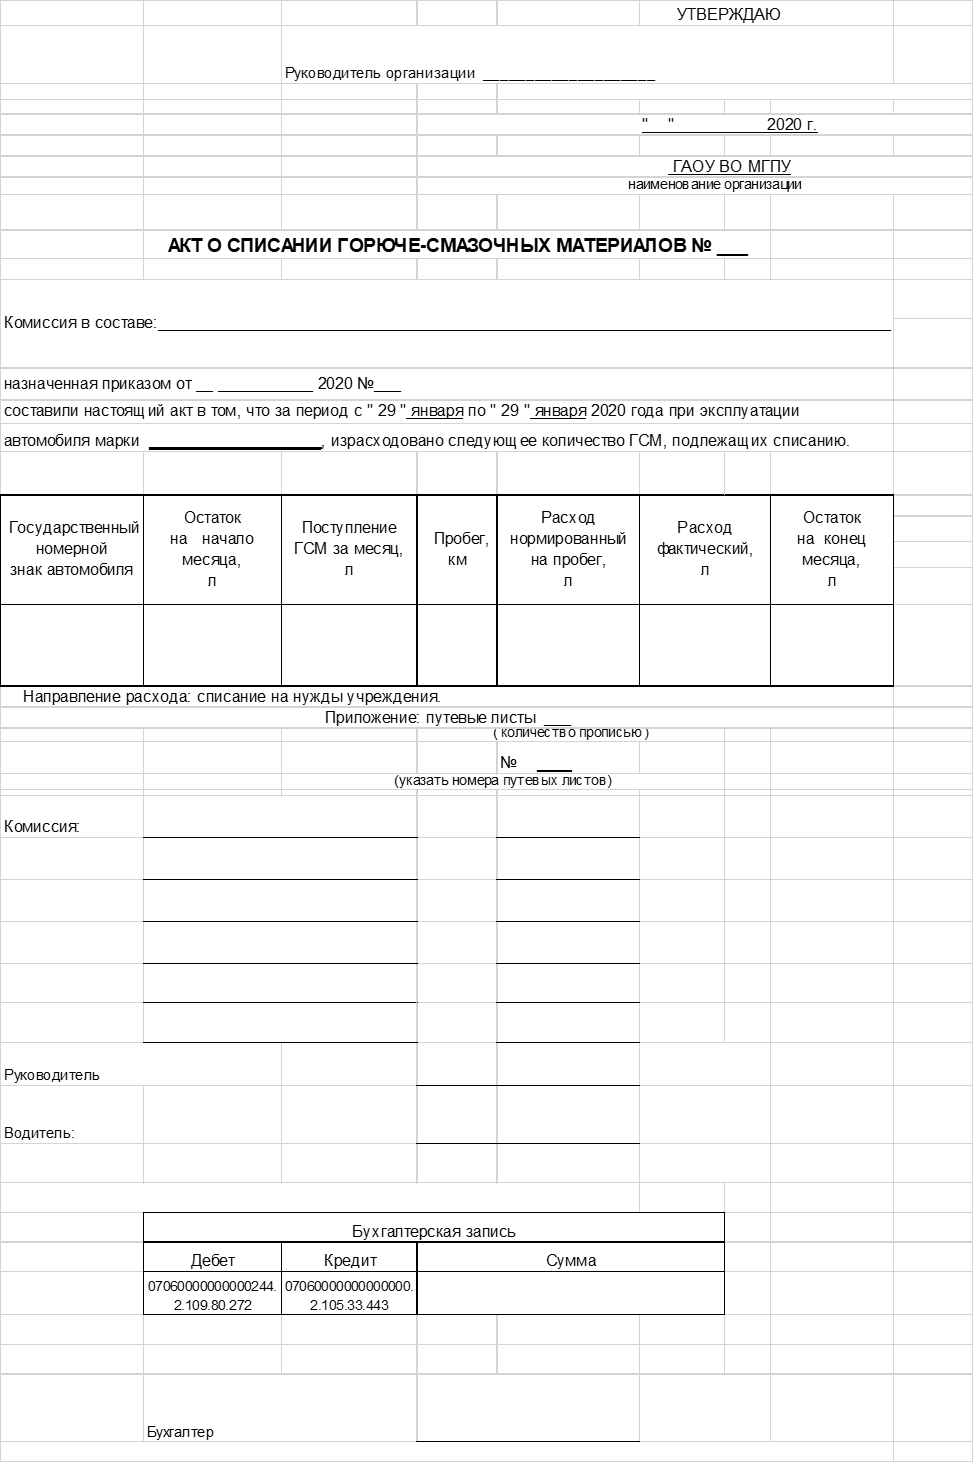 УТВЕРЖДАЮ
Руководитель организации ____________________
"    "                    2020 г.
ГАОУ ВО МГПУ
наименование организации
АКТ О СПИСАНИИ ГОРЮЧЕ-СМАЗОЧНЫХ МАТЕРИАЛОВ № ___
Комиссия в составе:
назначенная приказом от __ ___________ 2020 №___
составили настоящий акт в том, что за период с " 29 " января по " 29 " января 2020 года при эксплуатации
автомобиля марки ____________________, израсходовано следующее количество ГСМ, подлежащих списанию.
Государственный
номерной
знак автомобиля
Остаток
на начало
месяца,
л
Поступление
ГСМ за месяц,
л
Пробег,
км
Расход
нормированный
на пробег,
л
Расход
фактический,
л
Остаток
на конец
месяца,
л
Направление расхода: списание на нужды учреждения.
Приложение: путевые листы ___
( количество прописью )
№ ____
(указать номера путевых листов)
Комиссия:
Руководитель
Водитель:
Бухгалтерская запись
Дебет Кредит Сумма
07060000000000244. 07060000000000000.
2.109.80.272 2.105.33.443
Бухгалтер